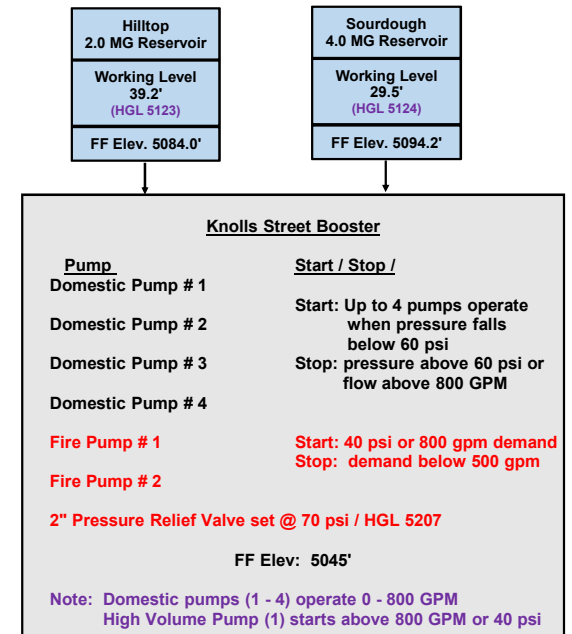 Hilltop
2.0 MG Reservoir
Working Level
39.2'
(HGL 5123)
FF Elev. 5084.0'
Sourdough
4.0 MG Reservoir
Working Level
29.5'
(HGL 5124)
FF Elev. 5094.2'
Knolls Street Booster
Pump
Start / Stop /
Domestic Pump # 1
Domestic Pump # 2
Domestic Pump # 3
Domestic Pump # 4
Start: Up to 4 pumps operate
when pressure falls
below 60 psi
Stop: pressure above 60 psi or
flow above 800 GPM
Fire Pump # 1
Fire Pump # 2
Start: 40 psi or 800 gpm demand
Stop: demand below 500 gpm
2" Pressure Relief Valve set @ 70 psi / HGL 5207
FF Elev: 5045'
Note: Domestic pumps (1 - 4) operate 0 - 800 GPM
High Volume Pump (1) starts above 800 GPM or 40 psi